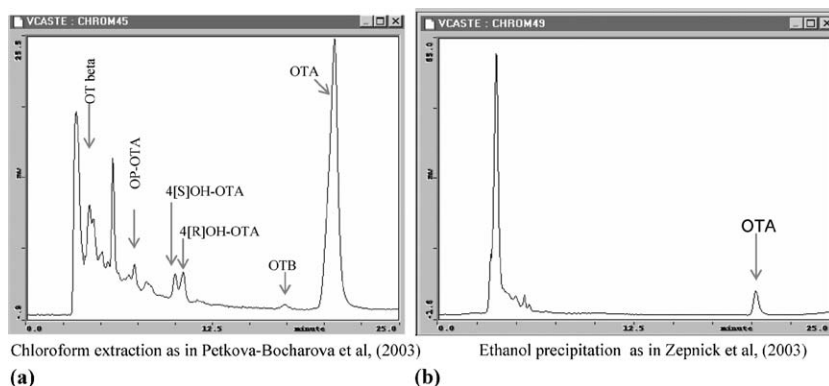 VCASTE : CHROM45
OT beta
OP-OTA
4[S]OH-OTA
4[R]OH-OTA
OTB
OTA
0.0
12.5
minute
25.0
Chloroform extraction as in Petkova-Bocharova et al, (2003)
(a)
VCASTE : CHROM49
OTA
0.0
12.5
minute
25.0
Ethanol precipitation as in Zepnick et al, (2003)
(b)